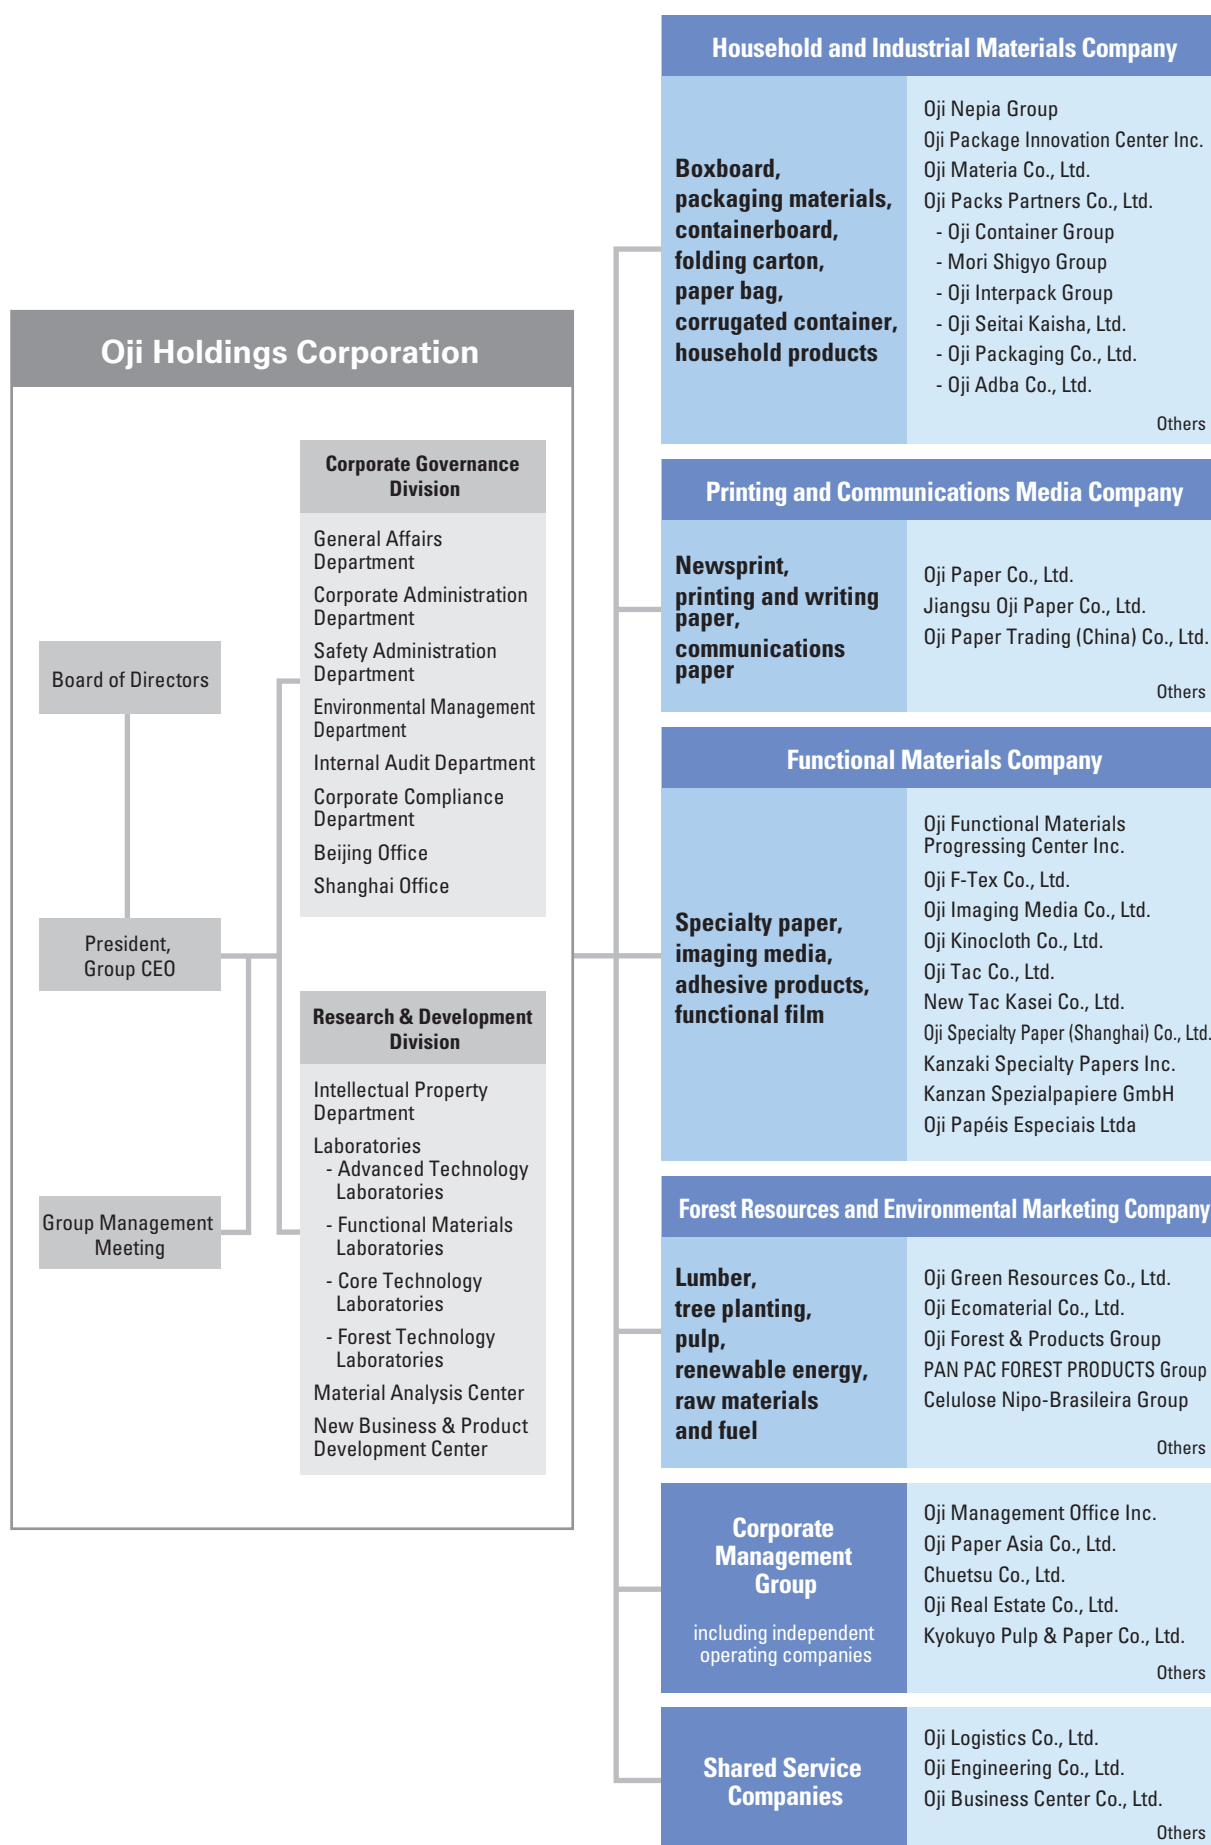 Oji Holdings Corporation
Board of Directors
President,
Group CEO
Group Management
Meeting
Corporate Governance
Division
General Affairs
Department
Corporate Administration
Department
Safety Administration
Department
Environmental Management
Department
Internal Audit Department
Corporate Compliance
Department
Beijing Office
Shanghai Office
Research & Development
Division
Intellectual Property
Department
Laboratories
- Advanced Technology
Laboratories
- Functional Materials
Laboratories
- Core Technology
Laboratories
- Forest Technology
Laboratories
Material Analysis Center
New Business & Product
Development Center
Household and Industrial Materials Company
Boxboard,
packaging materials,
containerboard,
folding carton,
paper bag,
corrugated container,
household products
Oji Nepia Group
Oji Package Innovation Center Inc.
Oji Materia Co., Ltd.
Oji Packs Partners Co., Ltd.
- Oji Container Group
- Mori Shigyo Group
- Oji Interpack Group
- Oji Seitai Kaisha, Ltd.
- Oji Packaging Co., Ltd.
- Oji Adba Co., Ltd.
Others
Printing and Communications Media Company
Newsprint,
printing and writing
paper,
communications
paper
Oji Paper Co., Ltd.
Jiangsu Oji Paper Co., Ltd.
Oji Paper Trading (China) Co., Ltd.
Others
Functional Materials Company
Specialty paper,
imaging media,
adhesive products,
functional film
Oji Functional Materials
Progressing Center Inc.
Oji F-Tex Co., Ltd.
Oji Imaging Media Co., Ltd.
Oji Kinocloth Co., Ltd.
Oji Tac Co., Ltd.
New Tac Kasei Co., Ltd.
Oji Specialty Paper (Shanghai) Co., Ltd.
Kanzaki Specialty Papers Inc.
Kanzan Spezialpapiere GmbH
Oji Papéis Especiais Ltda
Forest Resources and Environmental Marketing Company
Lumber,
tree planting,
pulp,
renewable energy,
raw materials
and fuel
Oji Green Resources Co., Ltd.
Oji Ecomaterial Co., Ltd.
Oji Forest & Products Group
PAN PAC FOREST PRODUCTS Group
Celulose Nipo-Brasileira Group
Others
Corporate
Management
Group
including independent
operating companies
Oji Management Office Inc.
Oji Paper Asia Co., Ltd.
Chuetsu Co., Ltd.
Oji Real Estate Co., Ltd.
Kyokuyo Pulp & Paper Co., Ltd.
Others
Shared Service
Companies
Oji Logistics Co., Ltd.
Oji Engineering Co., Ltd.
Oji Business Center Co., Ltd.
Others